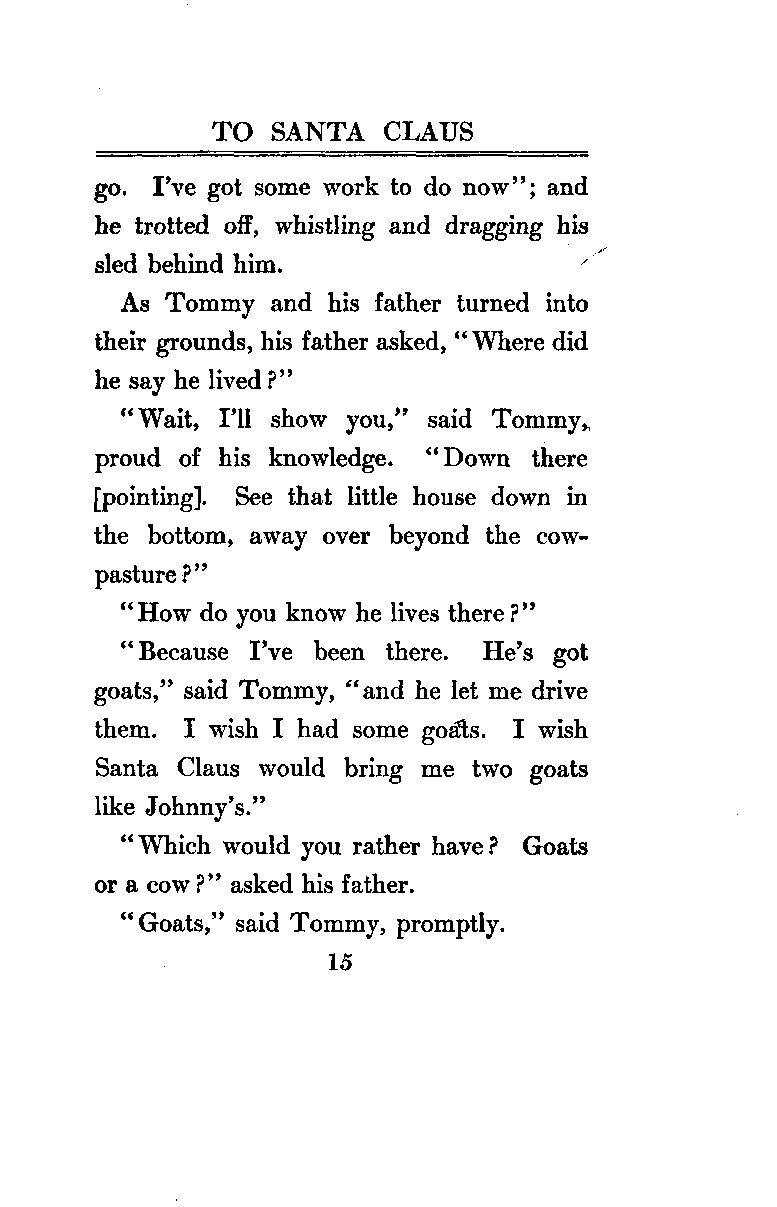 TO SANTA CLAUS
go. I've got some work to do now"; and
he trotted off, whistling and dragging his
sled behind him.
As Tommy and his father turned into
their grounds, his father asked, "Where did
he say he lived?"
"Wait, I'll show you," said Tommy,
proud of his knowledge. "Down there
[pointing]. See that little house down in
the bottom, away over beyond the cow-
pasture?"
"How do you know he lives there?"
"Because I've been there. He's got
goats," said Tommy, "and he let me drive
them. I wish I had some goats. I wish
Santa Claus would bring me two goats
like Johnny's."
"Which would you rather have? Goats
or a cow?" asked his father.
"Goats," said Tommy, promptly.
15